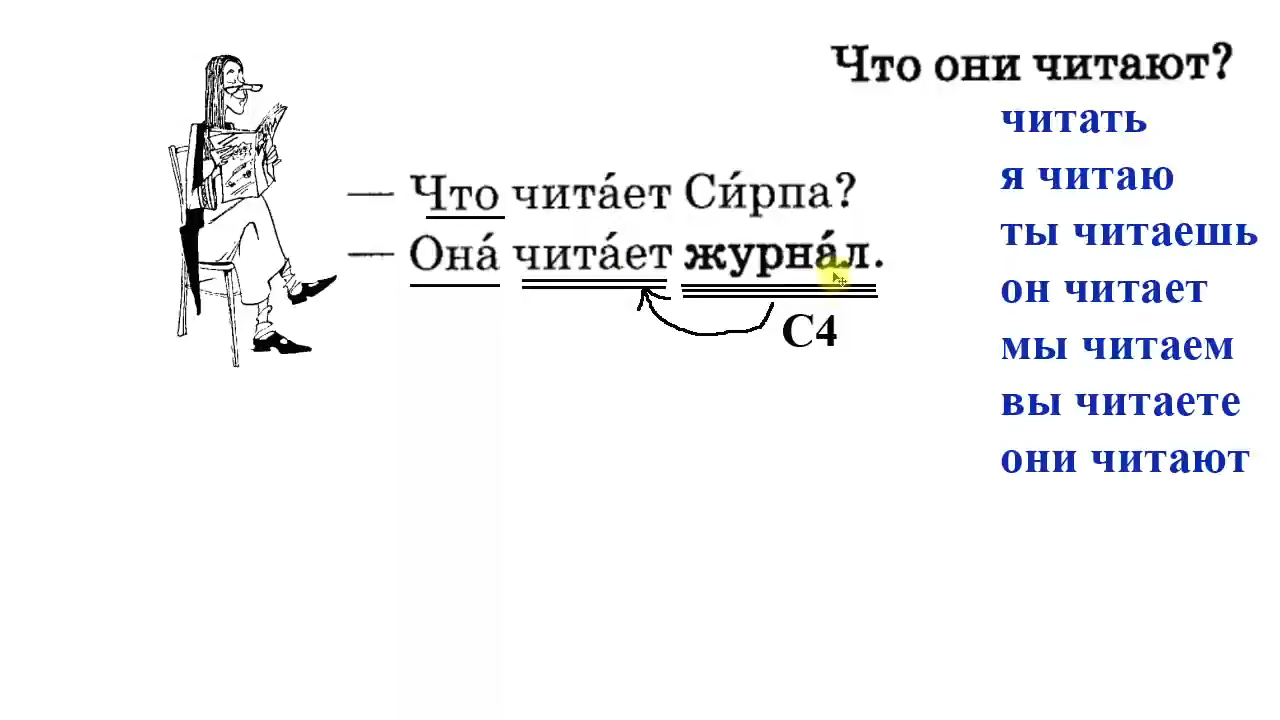 Что они читают?
читать
я читаю
ты читаешь
он читает
мы читаем
вы читаете
они читают
— Что чита́ет Си́рпа?
— Она́ чита́ет журна́л.
C4